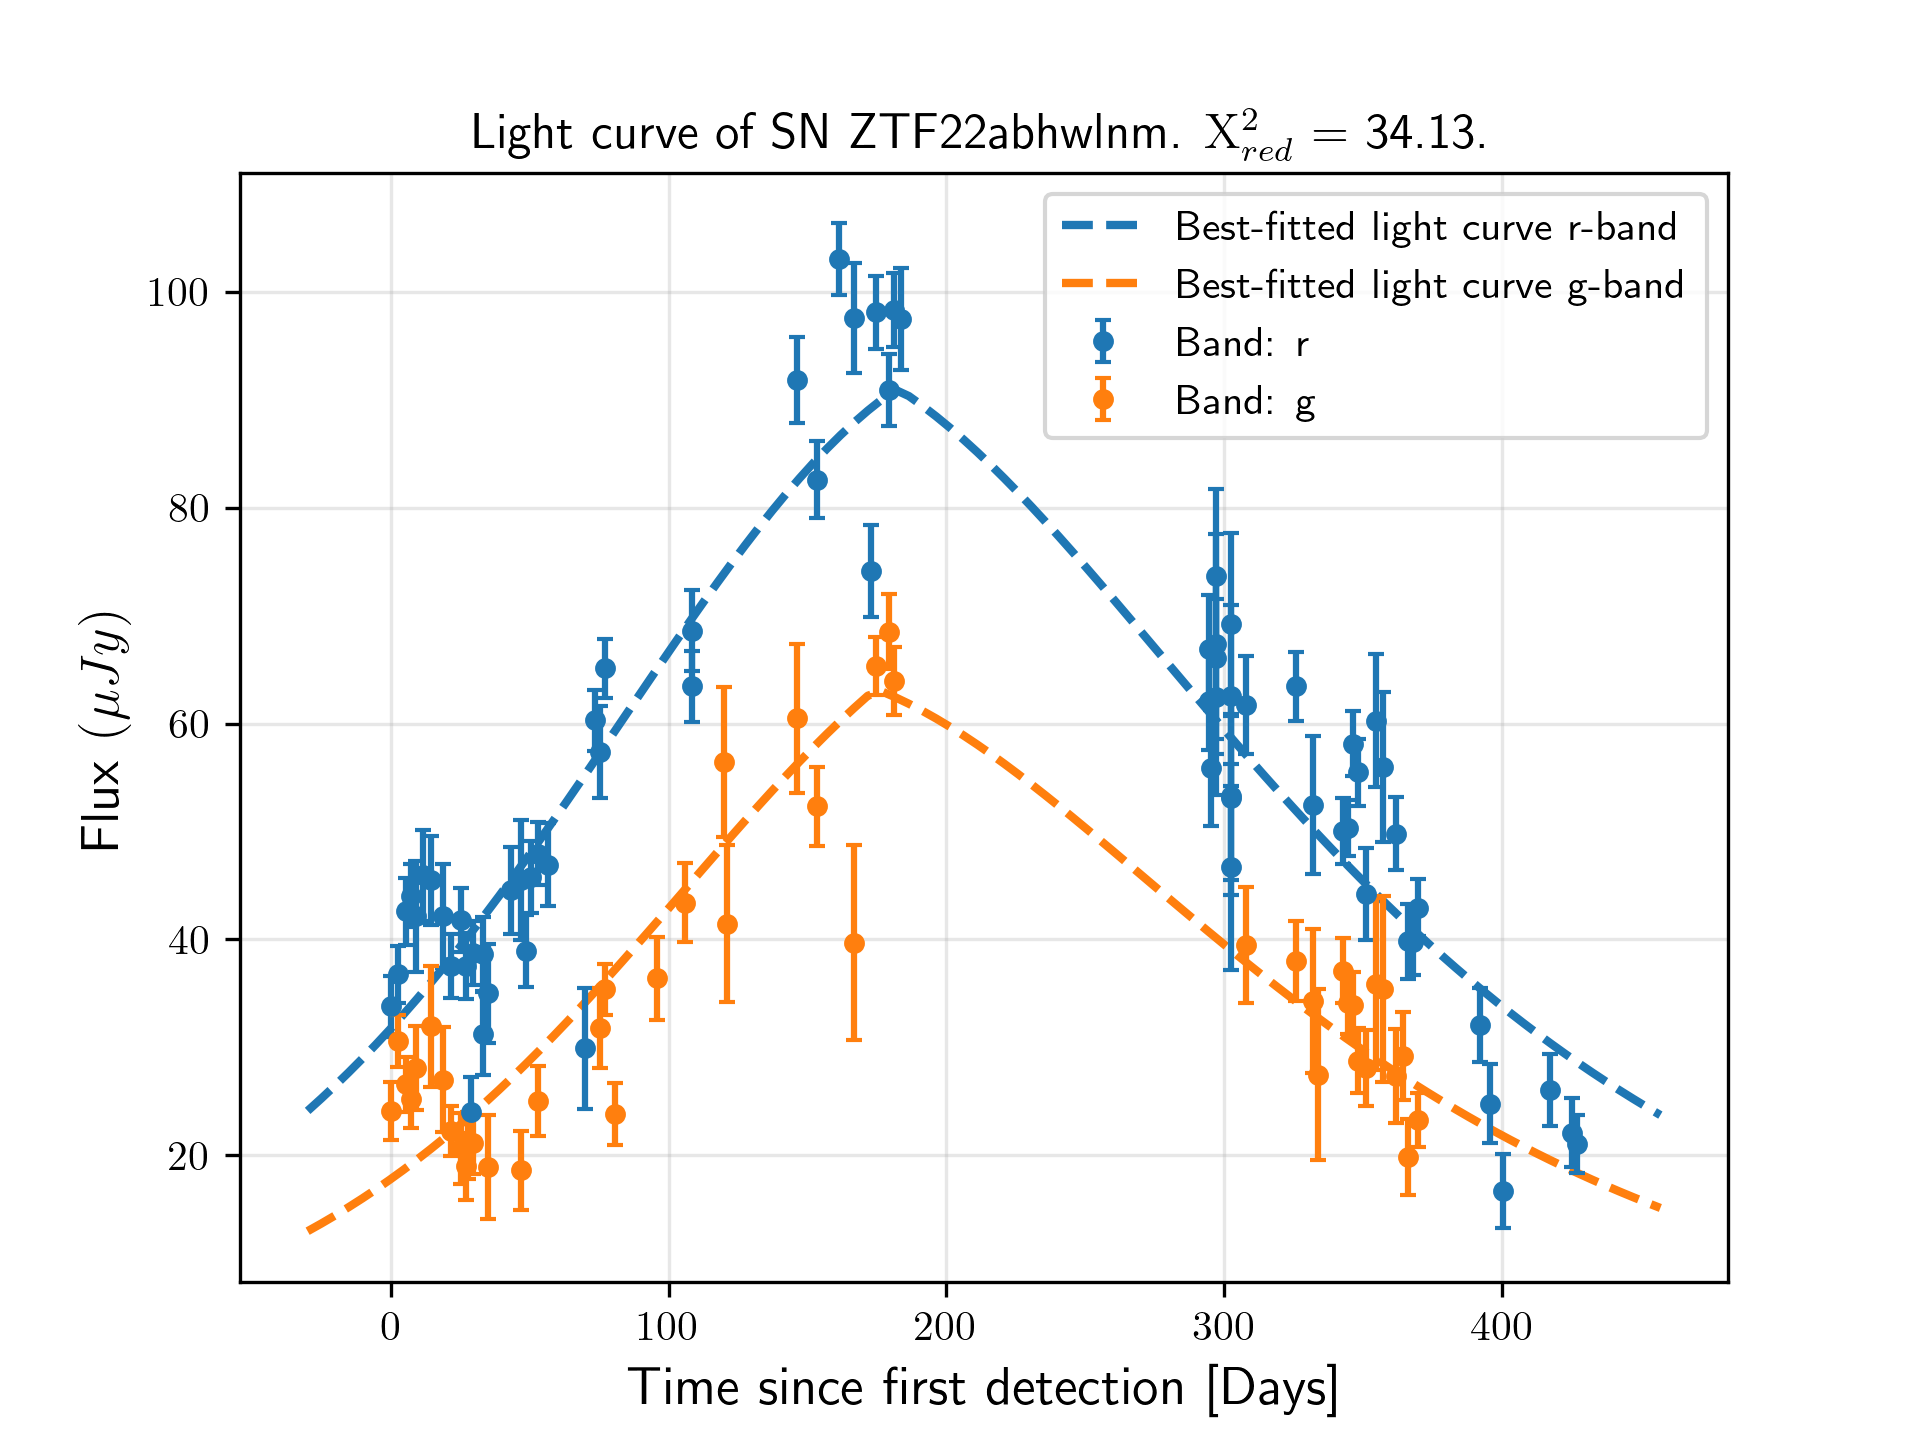 Light curve of SN ZTF22abhwlnm. X²_red = 34.13.
Best-fitted light curve r-band
Best-fitted light curve g-band
Band: r
Band: g
Flux (μJy)
100
80
60
40
20
0 100 200 300 400
Time since first detection [Days]